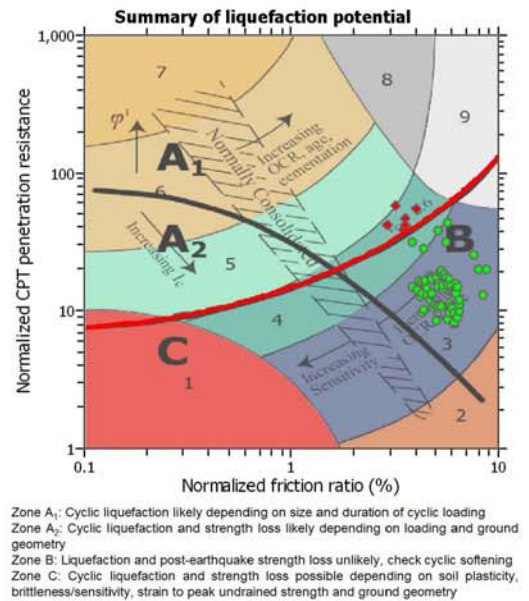 Summary of liquefaction potential
1,000
100
10
1
Normalized CPT penetration resistance
7
8
9
φ'
A1
Increasing
OCR, age,
cementation
Normally Consolidated
6
A2
Increasing Ic
5
B
4
3
C
1
Increasing
Sensitivity
2
0.1
1
10
Normalized friction ratio (%)
Zone A1: Cyclic liquefaction likely depending on size and duration of cyclic loading
Zone A2: Cyclic liquefaction and strength loss likely depending on loading and ground
geometry
Zone B: Liquefaction and post-earthquake strength loss unlikely, check cyclic softening
Zone C: Cyclic liquefaction and strength loss possible depending on soil plasticity,
brittleness/sensitivity, strain to peak undrained strength and ground geometry